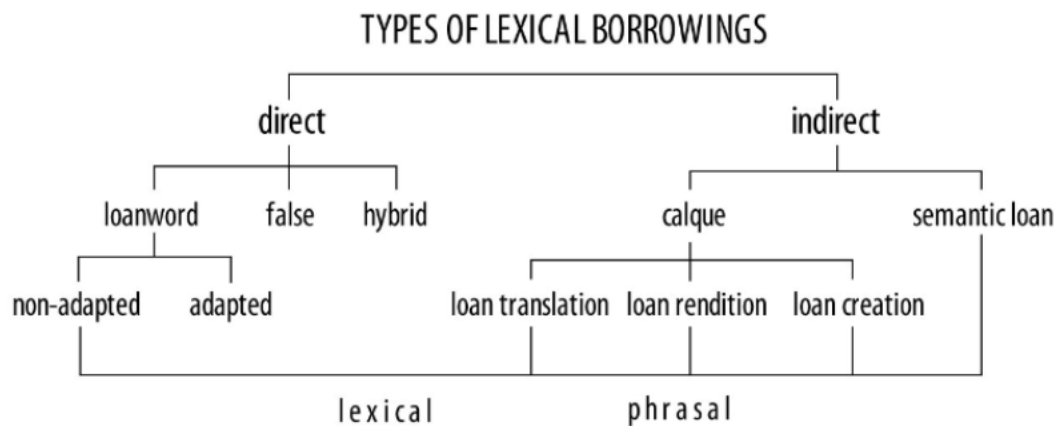 TYPES OF LEXICAL BORROWINGS
direct indirect
loanword false hybrid calque semantic loan
non-adapted adapted loan translation loan rendition loan creation
lexical phrasal